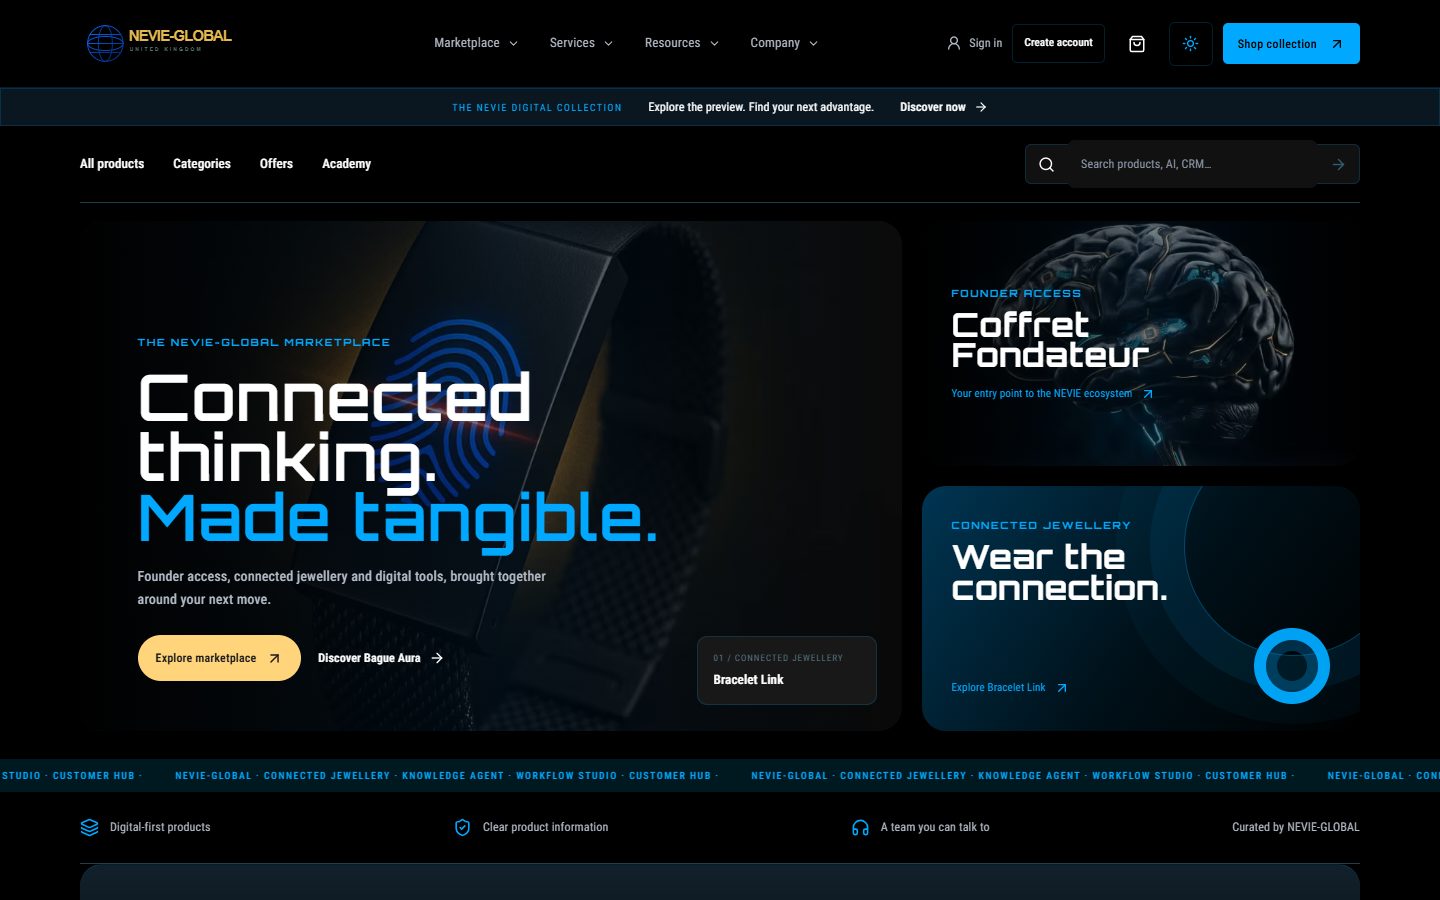 NEVIE-GLOBAL
UNITED KINGDOM
Marketplace
Services
Resources
Company
Sign in
Create account
Shop collection
THE NEVIE DIGITAL COLLECTION
Explore the preview. Find your next advantage.
Discover now
All products
Categories
Offers
Academy
Search products, AI, CRM...
THE NEVIE-GLOBAL MARKETPLACE
Connected
thinking.
Made tangible.
Founder access, connected jewellery and digital tools, brought together
around your next move.
Explore marketplace
Discover Bague Aura
01 / CONNECTED JEWELLERY
Bracelet Link
FOUNDER ACCESS
Coffret
Fondateur
Your entry point to the NEVIE ecosystem
CONNECTED JEWELLERY
Wear the
connection.
Explore Bracelet Link
STUDIO · CUSTOMER HUB · NEVIE-GLOBAL · CONNECTED JEWELLERY · KNOWLEDGE AGENT · WORKFLOW STUDIO · CUSTOMER HUB · NEVIE-GLOBAL · CONNECTED JEWELLERY · KNOWLEDGE AGENT · WORKFLOW STUDIO · CUSTOMER HUB · NEVIE-GLOBAL · CON
Digital-first products
Clear product information
A team you can talk to
Curated by NEVIE-GLOBAL